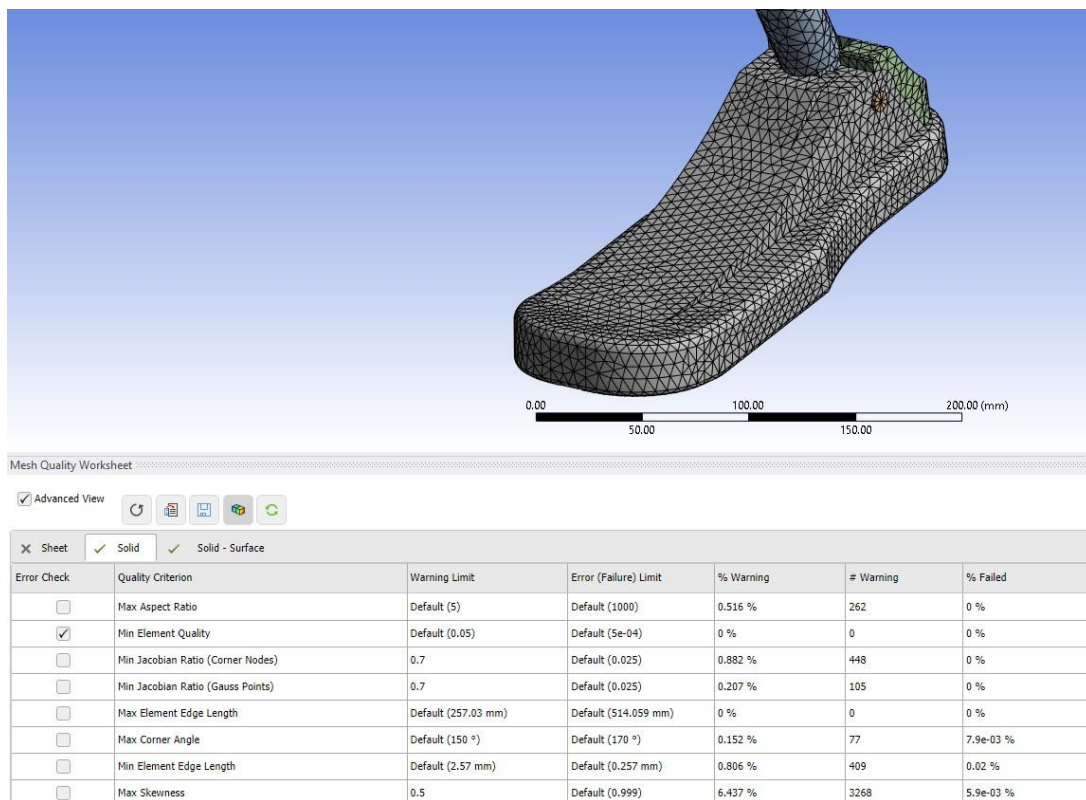 0.00 100.00 200.00 (mm)
50.00 150.00
Mesh Quality Worksheet
Advanced View
Sheet Solid Solid - Surface
Error Check Quality Criterion Warning Limit Error (Failure) Limit % Warning # Warning % Failed
Max Aspect Ratio Default (5) Default (1000) 0.516 % 262 0 %
Min Element Quality Default (0.05) Default (5e-04) 0 % 0 0 %
Min Jacobian Ratio (Corner Nodes) 0.7 Default (0.025) 0.882 % 448 0 %
Min Jacobian Ratio (Gauss Points) 0.7 Default (0.025) 0.207 % 105 0 %
Max Element Edge Length Default (257.03 mm) Default (514.059 mm) 0 % 0 0 %
Max Corner Angle Default (150 °) Default (170 °) 0.152 % 77 7.9e-03 %
Min Element Edge Length Default (2.57 mm) Default (0.257 mm) 0.806 % 409 0.02 %
Max Skewness 0.5 Default (0.999) 6.437 % 3268 5.9e-03 %